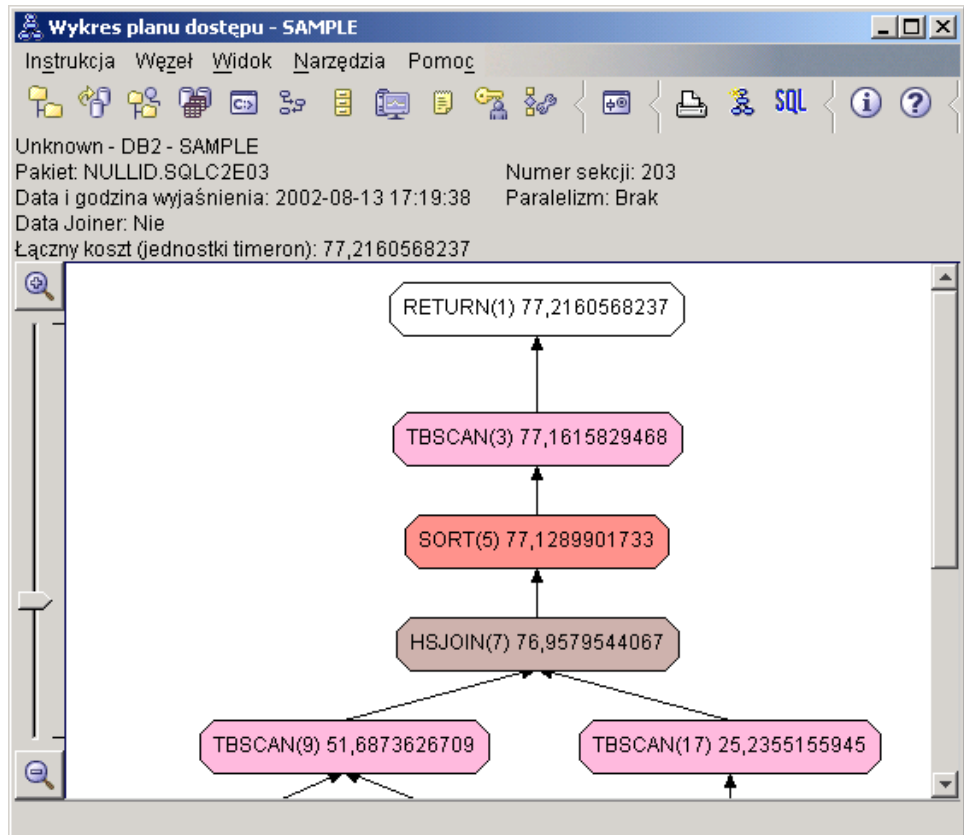 Wykres planu dostępu - SAMPLE
Instrukcja Węzeł Widok Narzędzia Pomoc
C:> SQL i ?
Unknown - DB2 - SAMPLE
Pakiet: NULLID.SQLC2E03 Numer sekcji: 203
Data i godzina wyjaśnienia: 2002-08-13 17:19:38 Paralelizm: Brak
Data Joiner: Nie
Łączny koszt (jednostki timeron): 77,2160568237
RETURN(1) 77,2160568237
TBSCAN(3) 77,1615829468
SORT(5) 77,1289901733
HSJOIN(7) 76,9579544067
TBSCAN(9) 51,6873626709 TBSCAN(17) 25,2355155945